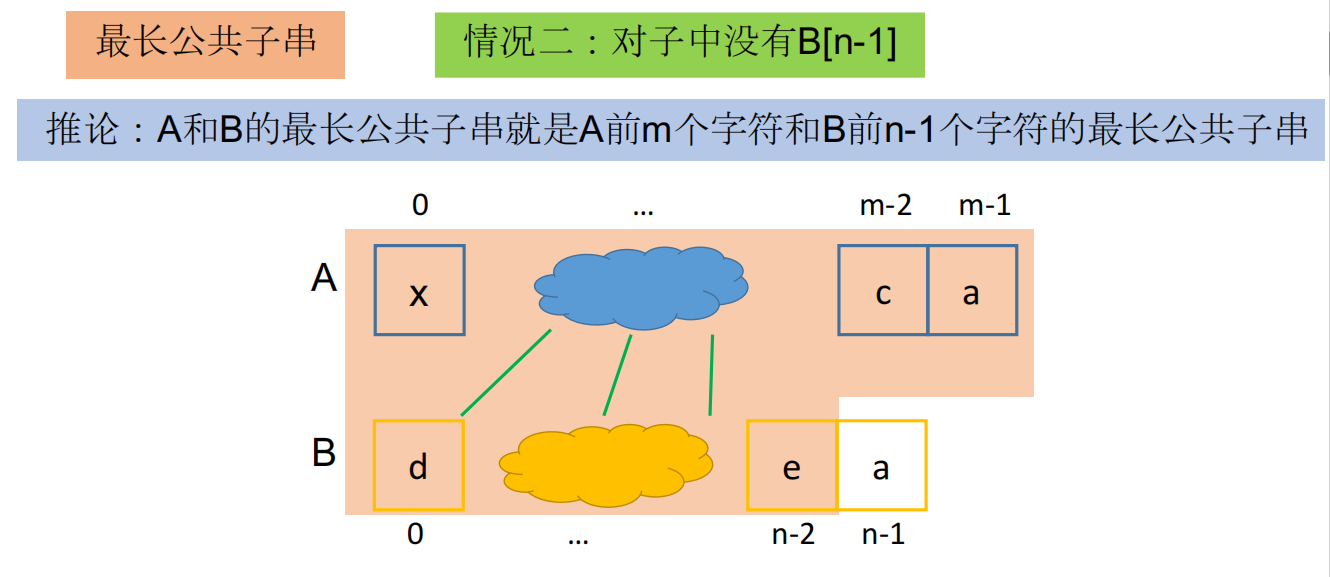 最长公共子串
情况二：对子中没有B[n-1]
推论：A和B的最长公共子串就是A前m个字符和B前n-1个字符的最长公共子串
0 ... m-2 m-1
A x c a
B d e a
0 ... n-2 n-1